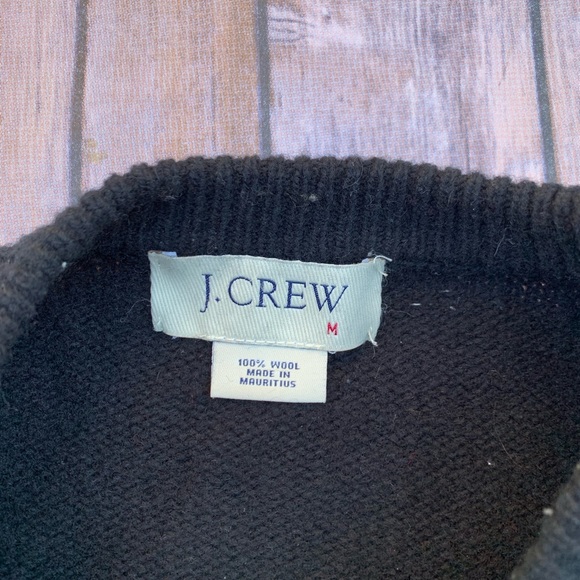 J. CREW
M
100% WOOL
MADE IN
MAURITIUS